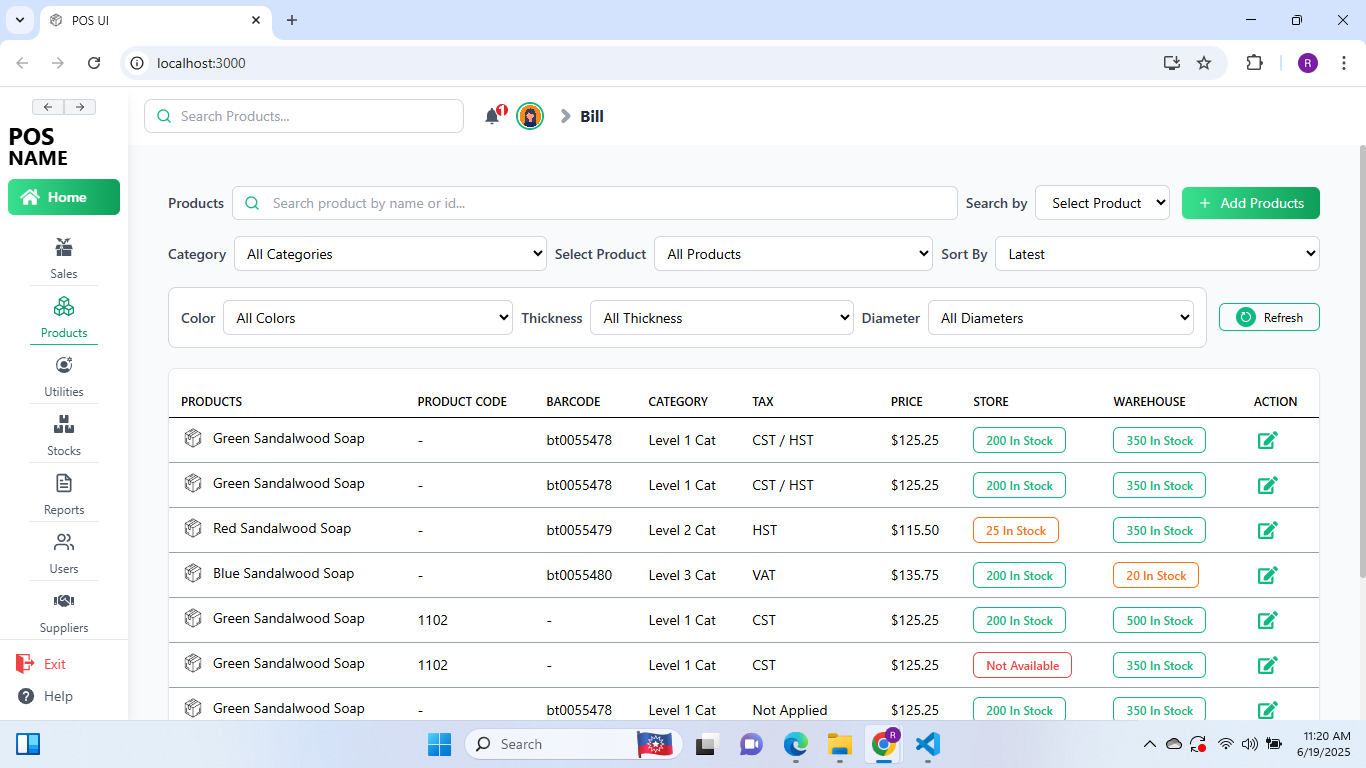 POS UI
localhost:3000
R
POS
NAME
Search Products...
1
Bill
Home
Sales
Products
Utilities
Stocks
Reports
Users
Suppliers
Exit
Help
Products
Search product by name or id...
Search by
Select Product
+ Add Products
Category
All Categories
Select Product
All Products
Sort By
Latest
Color
All Colors
Thickness
All Thickness
Diameter
All Diameters
Refresh
PRODUCTS PRODUCT CODE BARCODE CATEGORY TAX PRICE STORE WAREHOUSE ACTION
Green Sandalwood Soap - bt0055478 Level 1 Cat CST / HST $125.25 200 In Stock 350 In Stock
Green Sandalwood Soap - bt0055478 Level 1 Cat CST / HST $125.25 200 In Stock 350 In Stock
Red Sandalwood Soap - bt0055479 Level 2 Cat HST $115.50 25 In Stock 350 In Stock
Blue Sandalwood Soap - bt0055480 Level 3 Cat VAT $135.75 200 In Stock 20 In Stock
Green Sandalwood Soap 1102 - Level 1 Cat CST $125.25 200 In Stock 500 In Stock
Green Sandalwood Soap 1102 - Level 1 Cat CST $125.25 Not Available 350 In Stock
Green Sandalwood Soap - bt0055478 Level 1 Cat Not Applied $125.25 200 In Stock 350 In Stock
Search
R
11:20 AM
6/19/2025